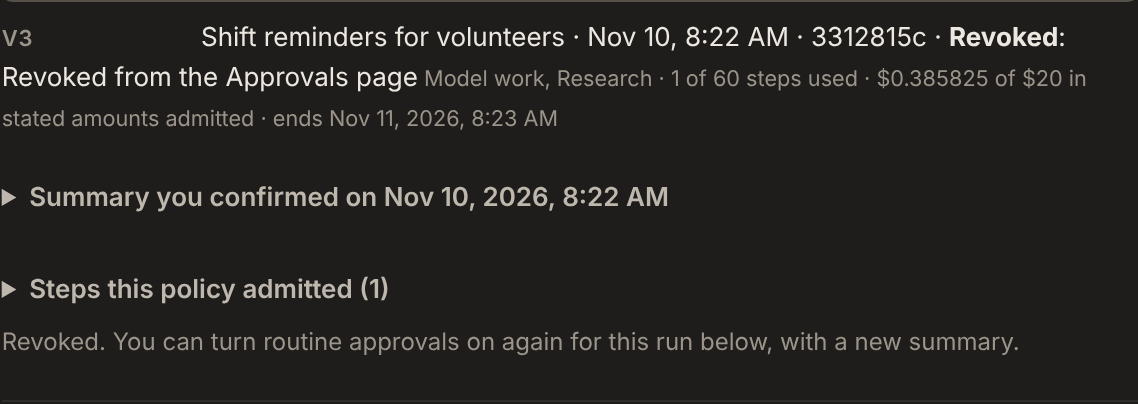 V3 Shift reminders for volunteers · Nov 10, 8:22 AM · 3312815c · Revoked:
Revoked from the Approvals page Model work, Research · 1 of 60 steps used · $0.385825 of $20 in
stated amounts admitted · ends Nov 11, 2026, 8:23 AM
▶ Summary you confirmed on Nov 10, 2026, 8:22 AM
▶ Steps this policy admitted (1)
Revoked. You can turn routine approvals on again for this run below, with a new summary.